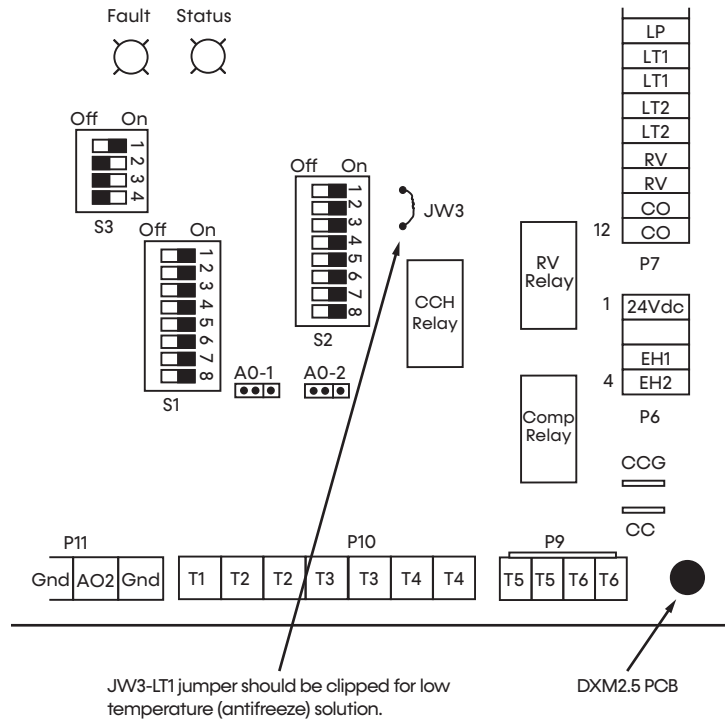 Fault Status
LP
LT1
LT1
LT2
LT2
RV
RV
CO
12 CO
P7
Off On
1
2
3
4
S3
Off On
1
2
3
4
5
6
7
8
S2
JW3
Off On
1
2
3
4
5
6
7
8
S1
RV
Relay
CCH
Relay
1 24Vdc
EH1
4 EH2
P6
A0-1 A0-2
Comp
Relay
CCG
CC
P11 P10 P9
Gnd AO2 Gnd T1 T2 T2 T3 T3 T4 T4 T5 T5 T6 T6
JW3-LT1 jumper should be clipped for low
temperature (antifreeze) solution.
DXM2.5 PCB